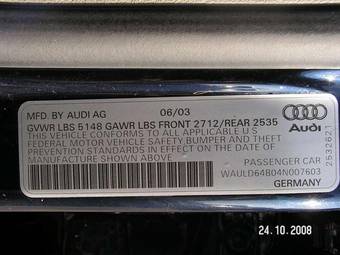 MFD. BY AUDI AG 06/03
GVWR LBS 5148 GAWR LBS FRONT 2712/REAR 2535
THIS VEHICLE CONFORMS TO ALL APPLICABLE U S
FEDERAL MOTOR VEHICLE SAFETY BUMPER AND THEFT
PREVENTION STANDARDS IN EFFECT ON THE DATE OF
MANUFACTURE SHOWN ABOVE
Audi
2532621
PASSENGER CAR
WAULD64B04N007603
GERMANY
24.10.2008